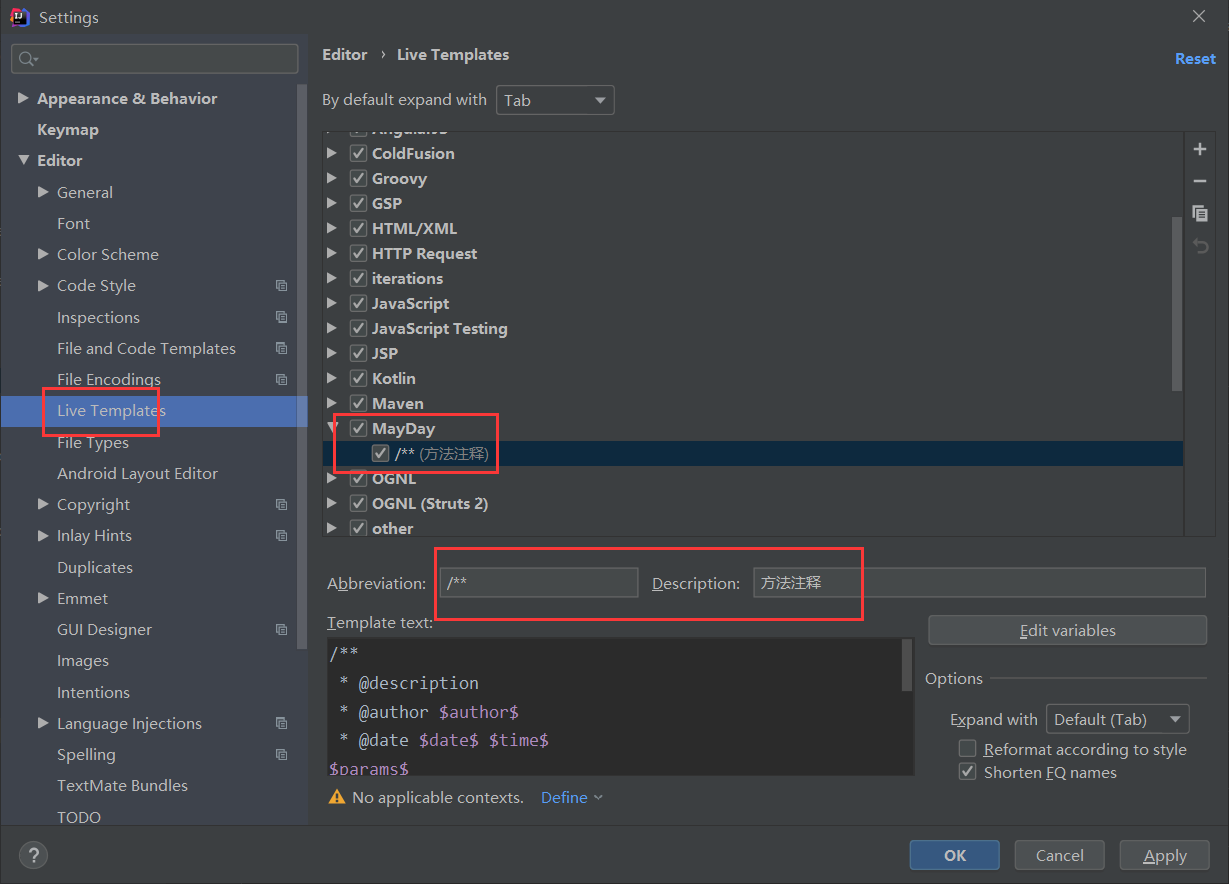 Settings
Appearance & Behavior
Keymap
Editor
General
Font
Color Scheme
Code Style
Inspections
File and Code Templates
File Encodings
Live Templates
File Types
Android Layout Editor
Copyright
Inlay Hints
Duplicates
Emmet
GUI Designer
Images
Intentions
Language Injections
Spelling
TextMate Bundles
TODO
?
Editor › Live Templates
Reset
By default expand with Tab
AngularJS
ColdFusion
Groovy
GSP
HTML/XML
HTTP Request
iterations
JavaScript
JavaScript Testing
JSP
Kotlin
Maven
MayDay
/** (方法注释)
OGNL
OGNL (Struts 2)
other
Abbreviation: /** Description: 方法注释
Template text:
/**
* @description
* @author $author$
* @date $date$ $time$
$params$
No applicable contexts. Define
Edit variables
Options
Expand with Default (Tab)
Reformat according to style
Shorten FQ names
OK Cancel Apply